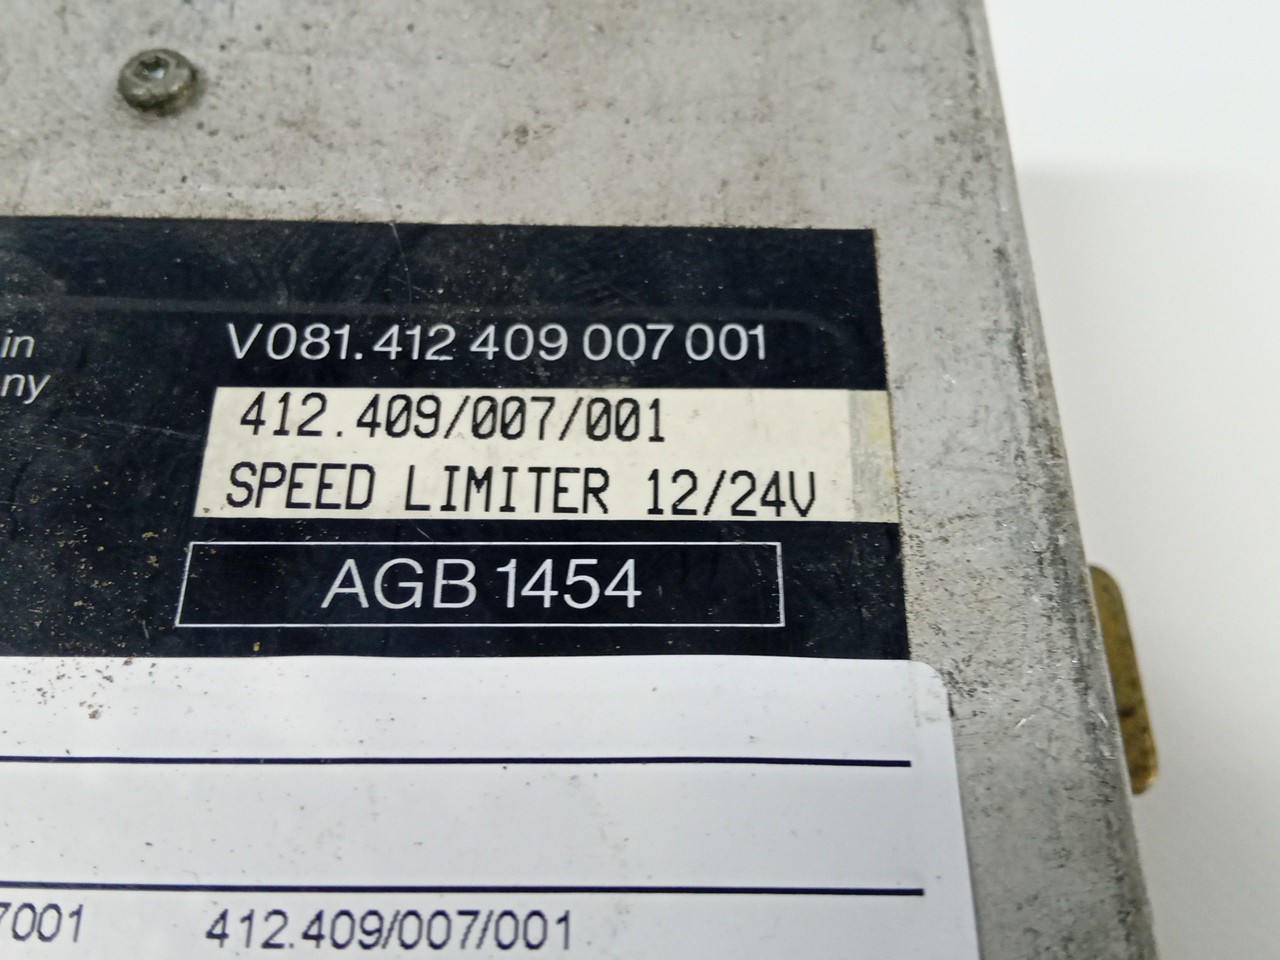 V081.412 409 007 001
in
ny
412.409/007/001
SPEED LIMITER 12/24V
AGB 1454
7001 412.409/007/001